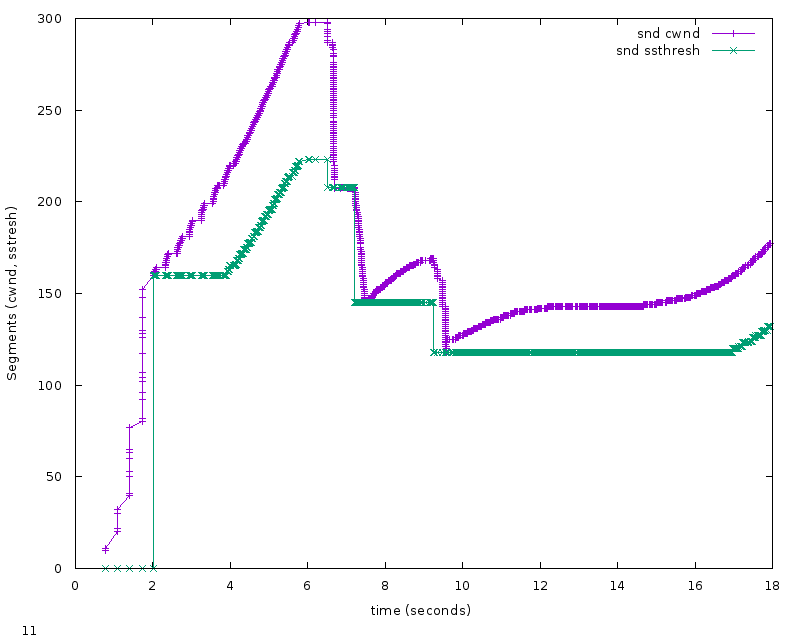 300
250
200
150
100
50
0
Segments (cwnd, sstresh)
snd cwnd
snd ssthresh
0 2 4 6 8 10 12 14 16 18
time (seconds)
11